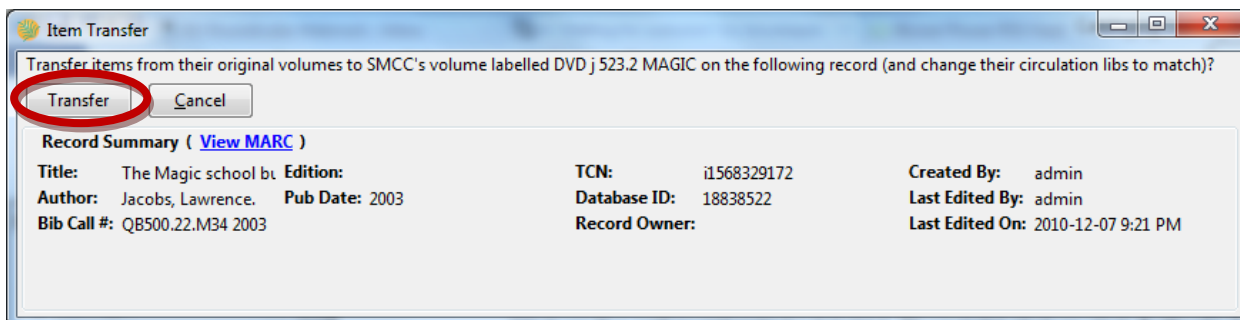 Item Transfer
Transfer items from their original volumes to SMCC's volume labelled DVD j 523.2 MAGIC on the following record (and change their circulation libs to match)?
Transfer Cancel
Record Summary ( View MARC )
Title: The Magic school bu Edition: TCN: i1568329172 Created By: admin
Author: Jacobs, Lawrence. Pub Date: 2003 Database ID: 18838522 Last Edited By: admin
Bib Call #: QB500.22.M34 2003 Record Owner: Last Edited On: 2010-12-07 9:21 PM